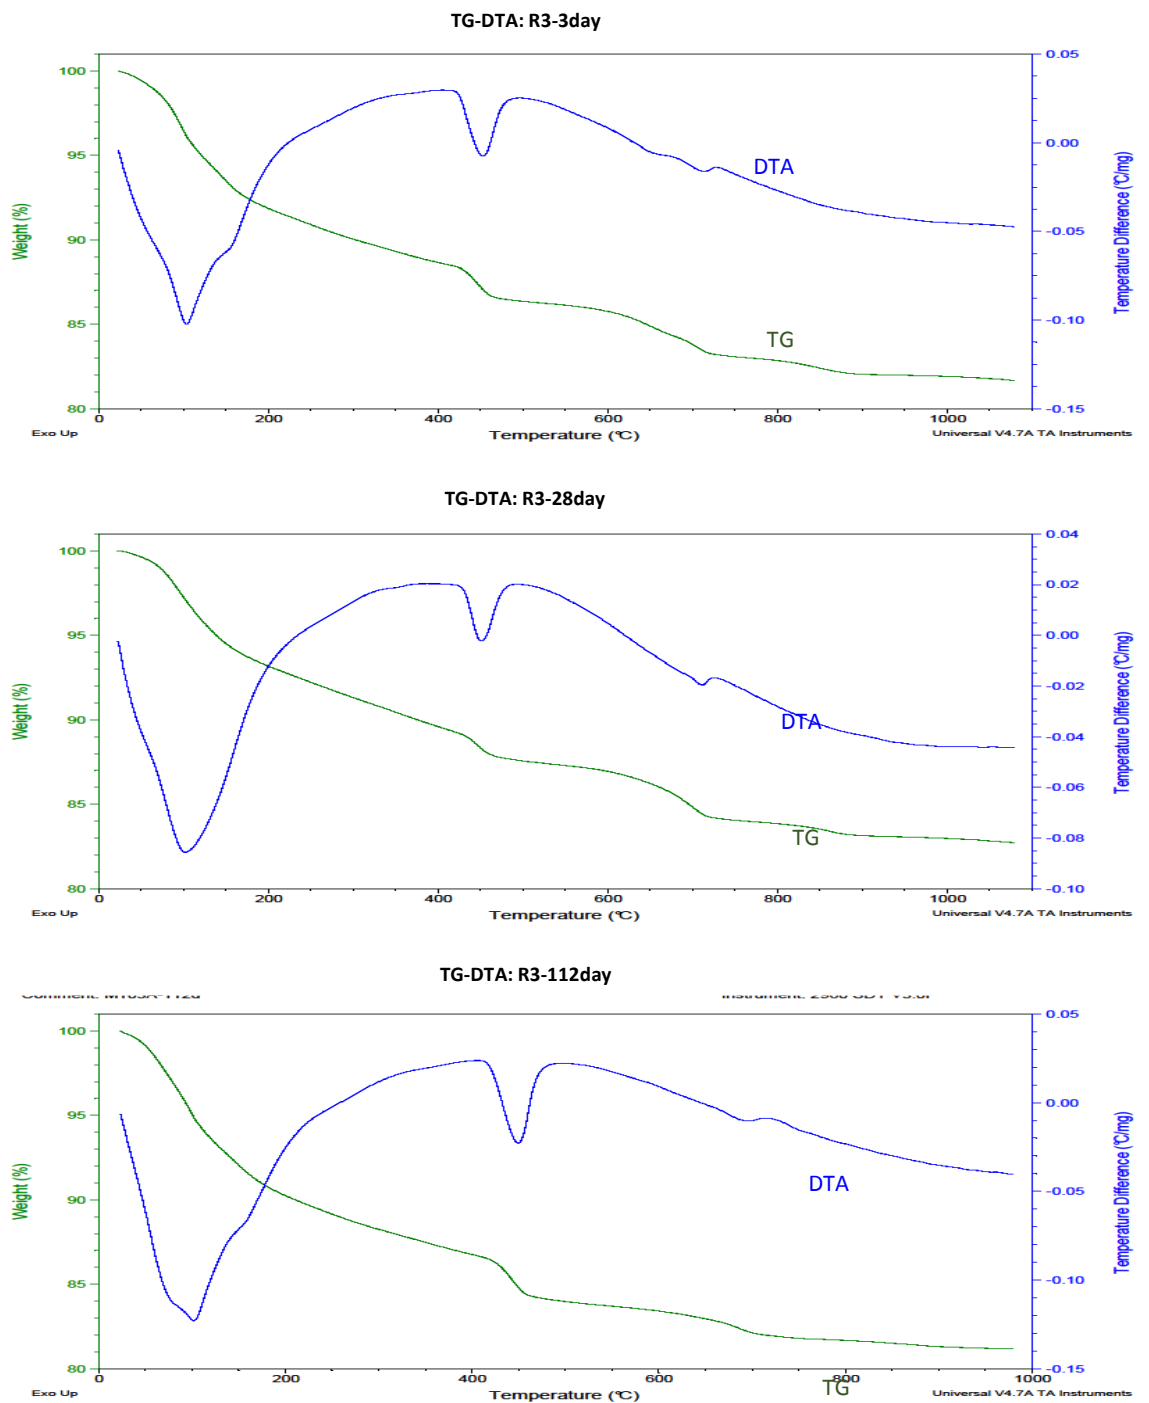 TG-DTA: R3-3day
100
95
90
85
80
Weight (%)
0.05
0.00
-0.05
-0.10
-0.15
Temperature Difference (℃/mg)
DTA
TG
0 200 400 600 800 1000
Exo Up
Temperature (℃)
Universal V4.7A TA Instruments
TG-DTA: R3-28day
100
95
90
85
80
Weight (%)
0.04
0.02
0.00
-0.02
-0.04
-0.06
-0.08
-0.10
Temperature Difference (℃/mg)
DTA
TG
0 200 400 600 800 1000
Exo Up
Temperature (℃)
Universal V4.7A TA Instruments
TG-DTA: R3-112day
100
95
90
85
80
Weight (%)
0.05
0.00
-0.05
-0.10
-0.15
Temperature Difference (℃/mg)
DTA
0 200 400 600 800 1000
TG
Exo Up
Temperature (℃)
Universal V4.7A TA Instruments